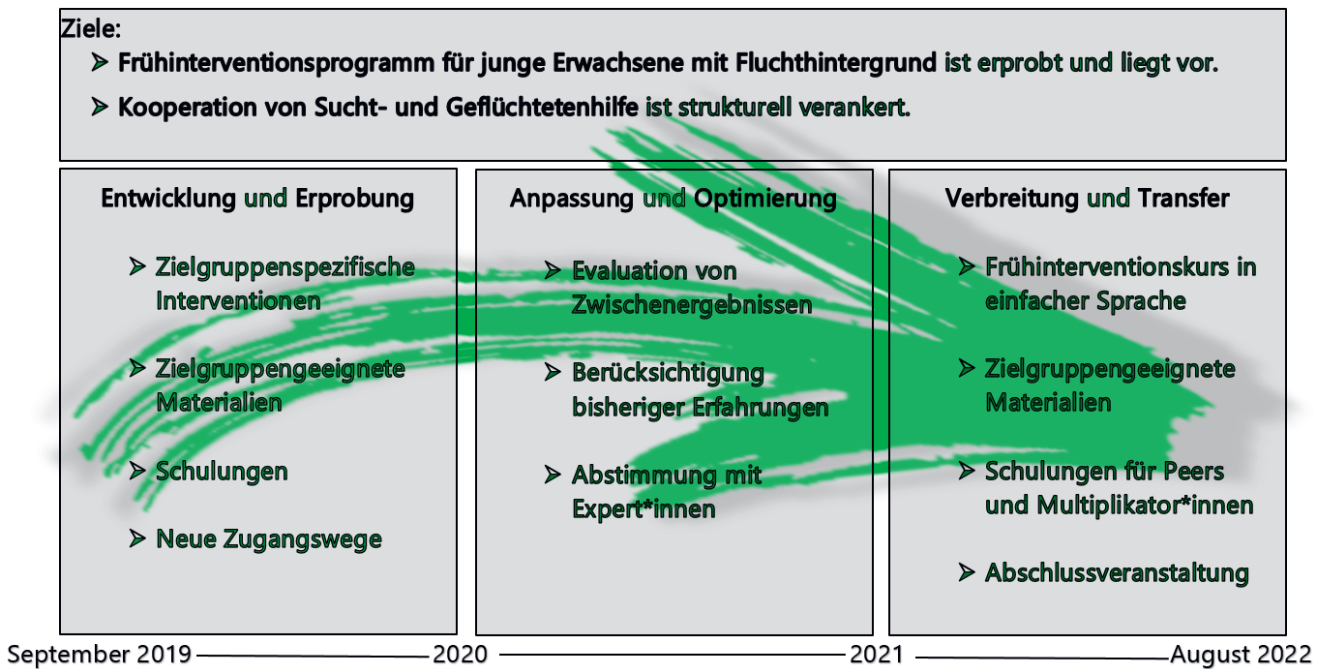 Ziele:
➢ Frühinterventionsprogramm für junge Erwachsene mit Fluchthintergrund ist erprobt und liegt vor.
➢ Kooperation von Sucht- und Geflüchtetenhilfe ist strukturell verankert.
Entwicklung und Erprobung
➢ Zielgruppenspezifische
Interventionen
➢ Zielgruppengeeignete
Materialien
➢ Schulungen
➢ Neue Zugangswege
Anpassung und Optimierung
➢ Evaluation von
Zwischenergebnissen
➢ Berücksichtigung
bisheriger Erfahrungen
➢ Abstimmung mit
Expert*innen
Verbreitung und Transfer
➢ Frühinterventionskurs in
einfacher Sprache
➢ Zielgruppengeeignete
Materialien
➢ Schulungen für Peers
und Multiplikator*innen
➢ Abschlussveranstaltung
September 2019 2020 2021 August 2022